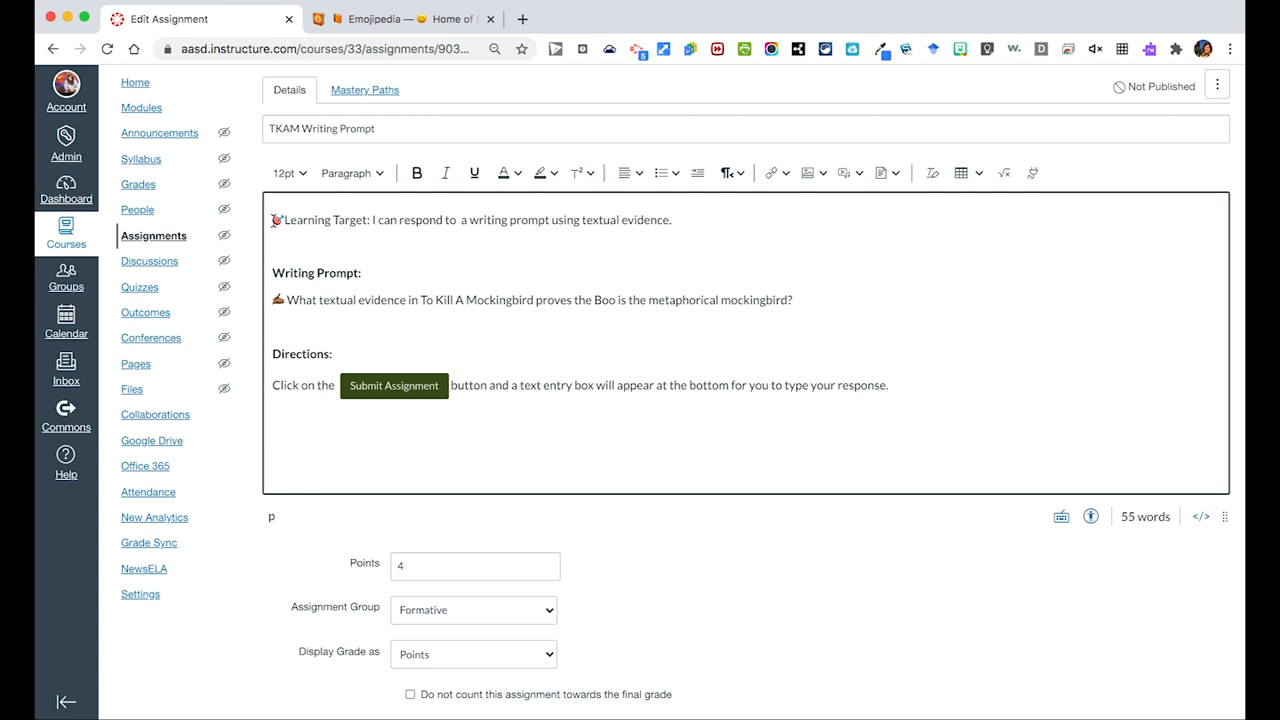 Edit Assignment
Emojipedia — 😀 Home of
aasd.instructure.com/courses/33/assignments/903...
5
W.
D
Account
Admin
Dashboard
Courses
Groups
Calendar
Inbox
Commons
Help
Home
Modules
Announcements
Syllabus
Grades
People
Assignments
Discussions
Quizzes
Outcomes
Conferences
Pages
Files
Collaborations
Google Drive
Office 365
Attendance
New Analytics
Grade Sync
NewsELA
Settings
Details
Mastery Paths
Not Published
TKAM Writing Prompt
12pt Paragraph B I U A T²
🎯Learning Target: I can respond to a writing prompt using textual evidence.
Writing Prompt:
✍🏾 What textual evidence in To Kill A Mockingbird proves the Boo is the metaphorical mockingbird?
Directions:
Click on the Submit Assignment button and a text entry box will appear at the bottom for you to type your response.
p
55 words </>
Points 4
Assignment Group Formative
Display Grade as Points
Do not count this assignment towards the final grade